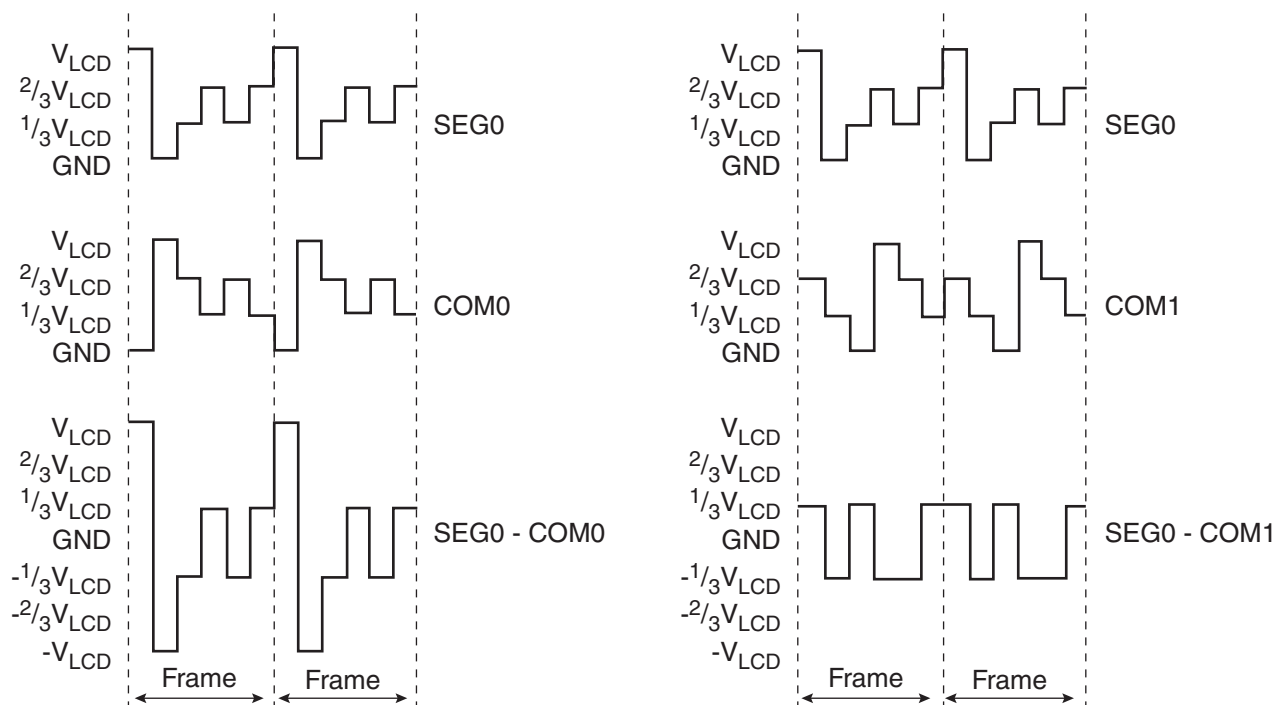 V_LCD
2/3V_LCD
1/3V_LCD
GND
SEG0
V_LCD
2/3V_LCD
1/3V_LCD
GND
COM0
V_LCD
2/3V_LCD
1/3V_LCD
GND
-1/3V_LCD
-2/3V_LCD
-V_LCD
SEG0 - COM0
Frame
Frame
V_LCD
2/3V_LCD
1/3V_LCD
GND
SEG0
V_LCD
2/3V_LCD
1/3V_LCD
GND
COM1
V_LCD
2/3V_LCD
1/3V_LCD
GND
-1/3V_LCD
-2/3V_LCD
-V_LCD
SEG0 - COM1
Frame
Frame